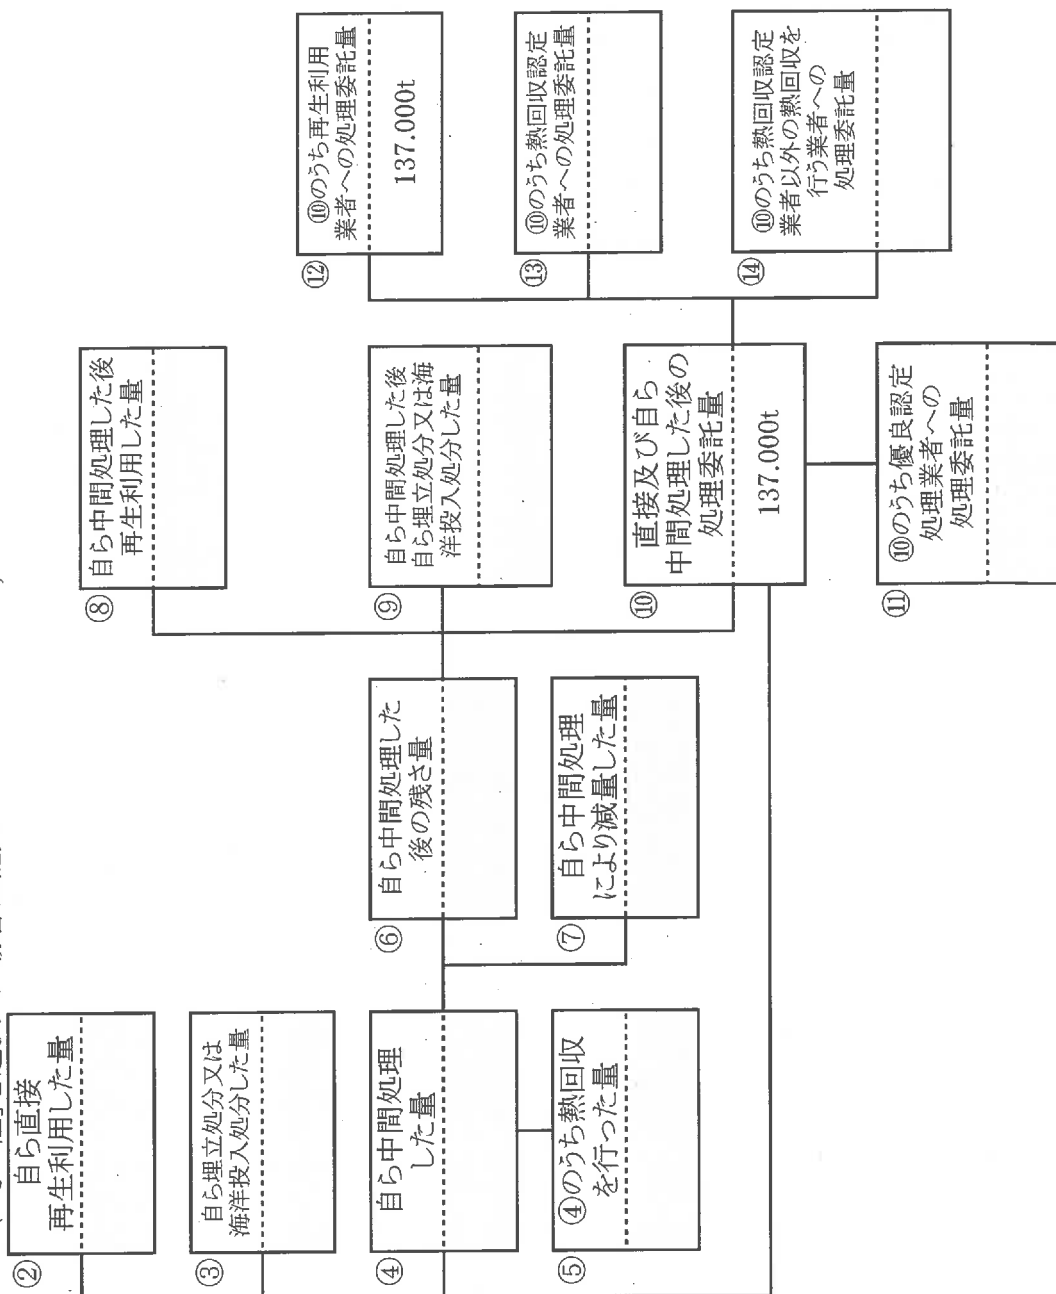 ②
自ら直接
再生利用した量
③
自ら埋立処分又は
海洋投入処分した量
④
自ら中間処理
した量
⑤
④のうち熱回収
を行った量
⑥
自ら中間処理した
後の残さ量
⑦
自ら中間処理
により減量した量
⑧
自ら中間処理した後
再生利用した量
⑨
自ら中間処理した後
自ら埋立処分又は海
洋投入処分した量
⑩
直接及び自ら
中間処理した後の
処理委託量
137.000t
⑪
⑩のうち優良認定
処理業者への
処理委託量
⑫
⑩のうち再生利用
業者への処理委託量
137.000t
⑬
⑩のうち熱回収認定
業者への処理委託量
⑭
⑩のうち熱回収認定
業者以外の熱回収を
行う業者への
処理委託量